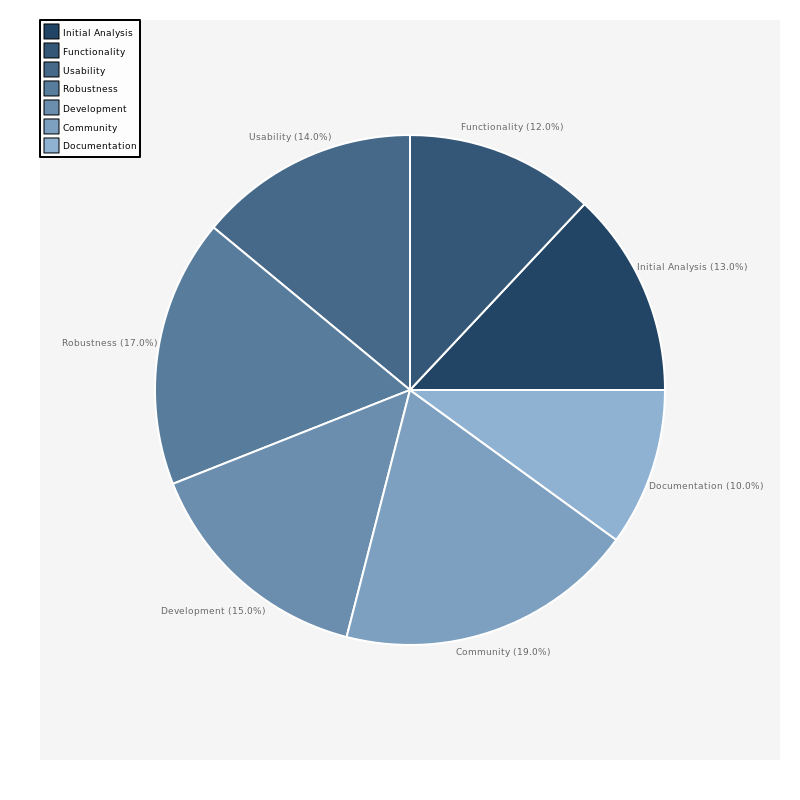 Initial Analysis
Functionality
Usability
Robustness
Development
Community
Documentation
Functionality (12.0%)
Usability (14.0%)
Initial Analysis (13.0%)
Robustness (17.0%)
Documentation (10.0%)
Development (15.0%)
Community (19.0%)